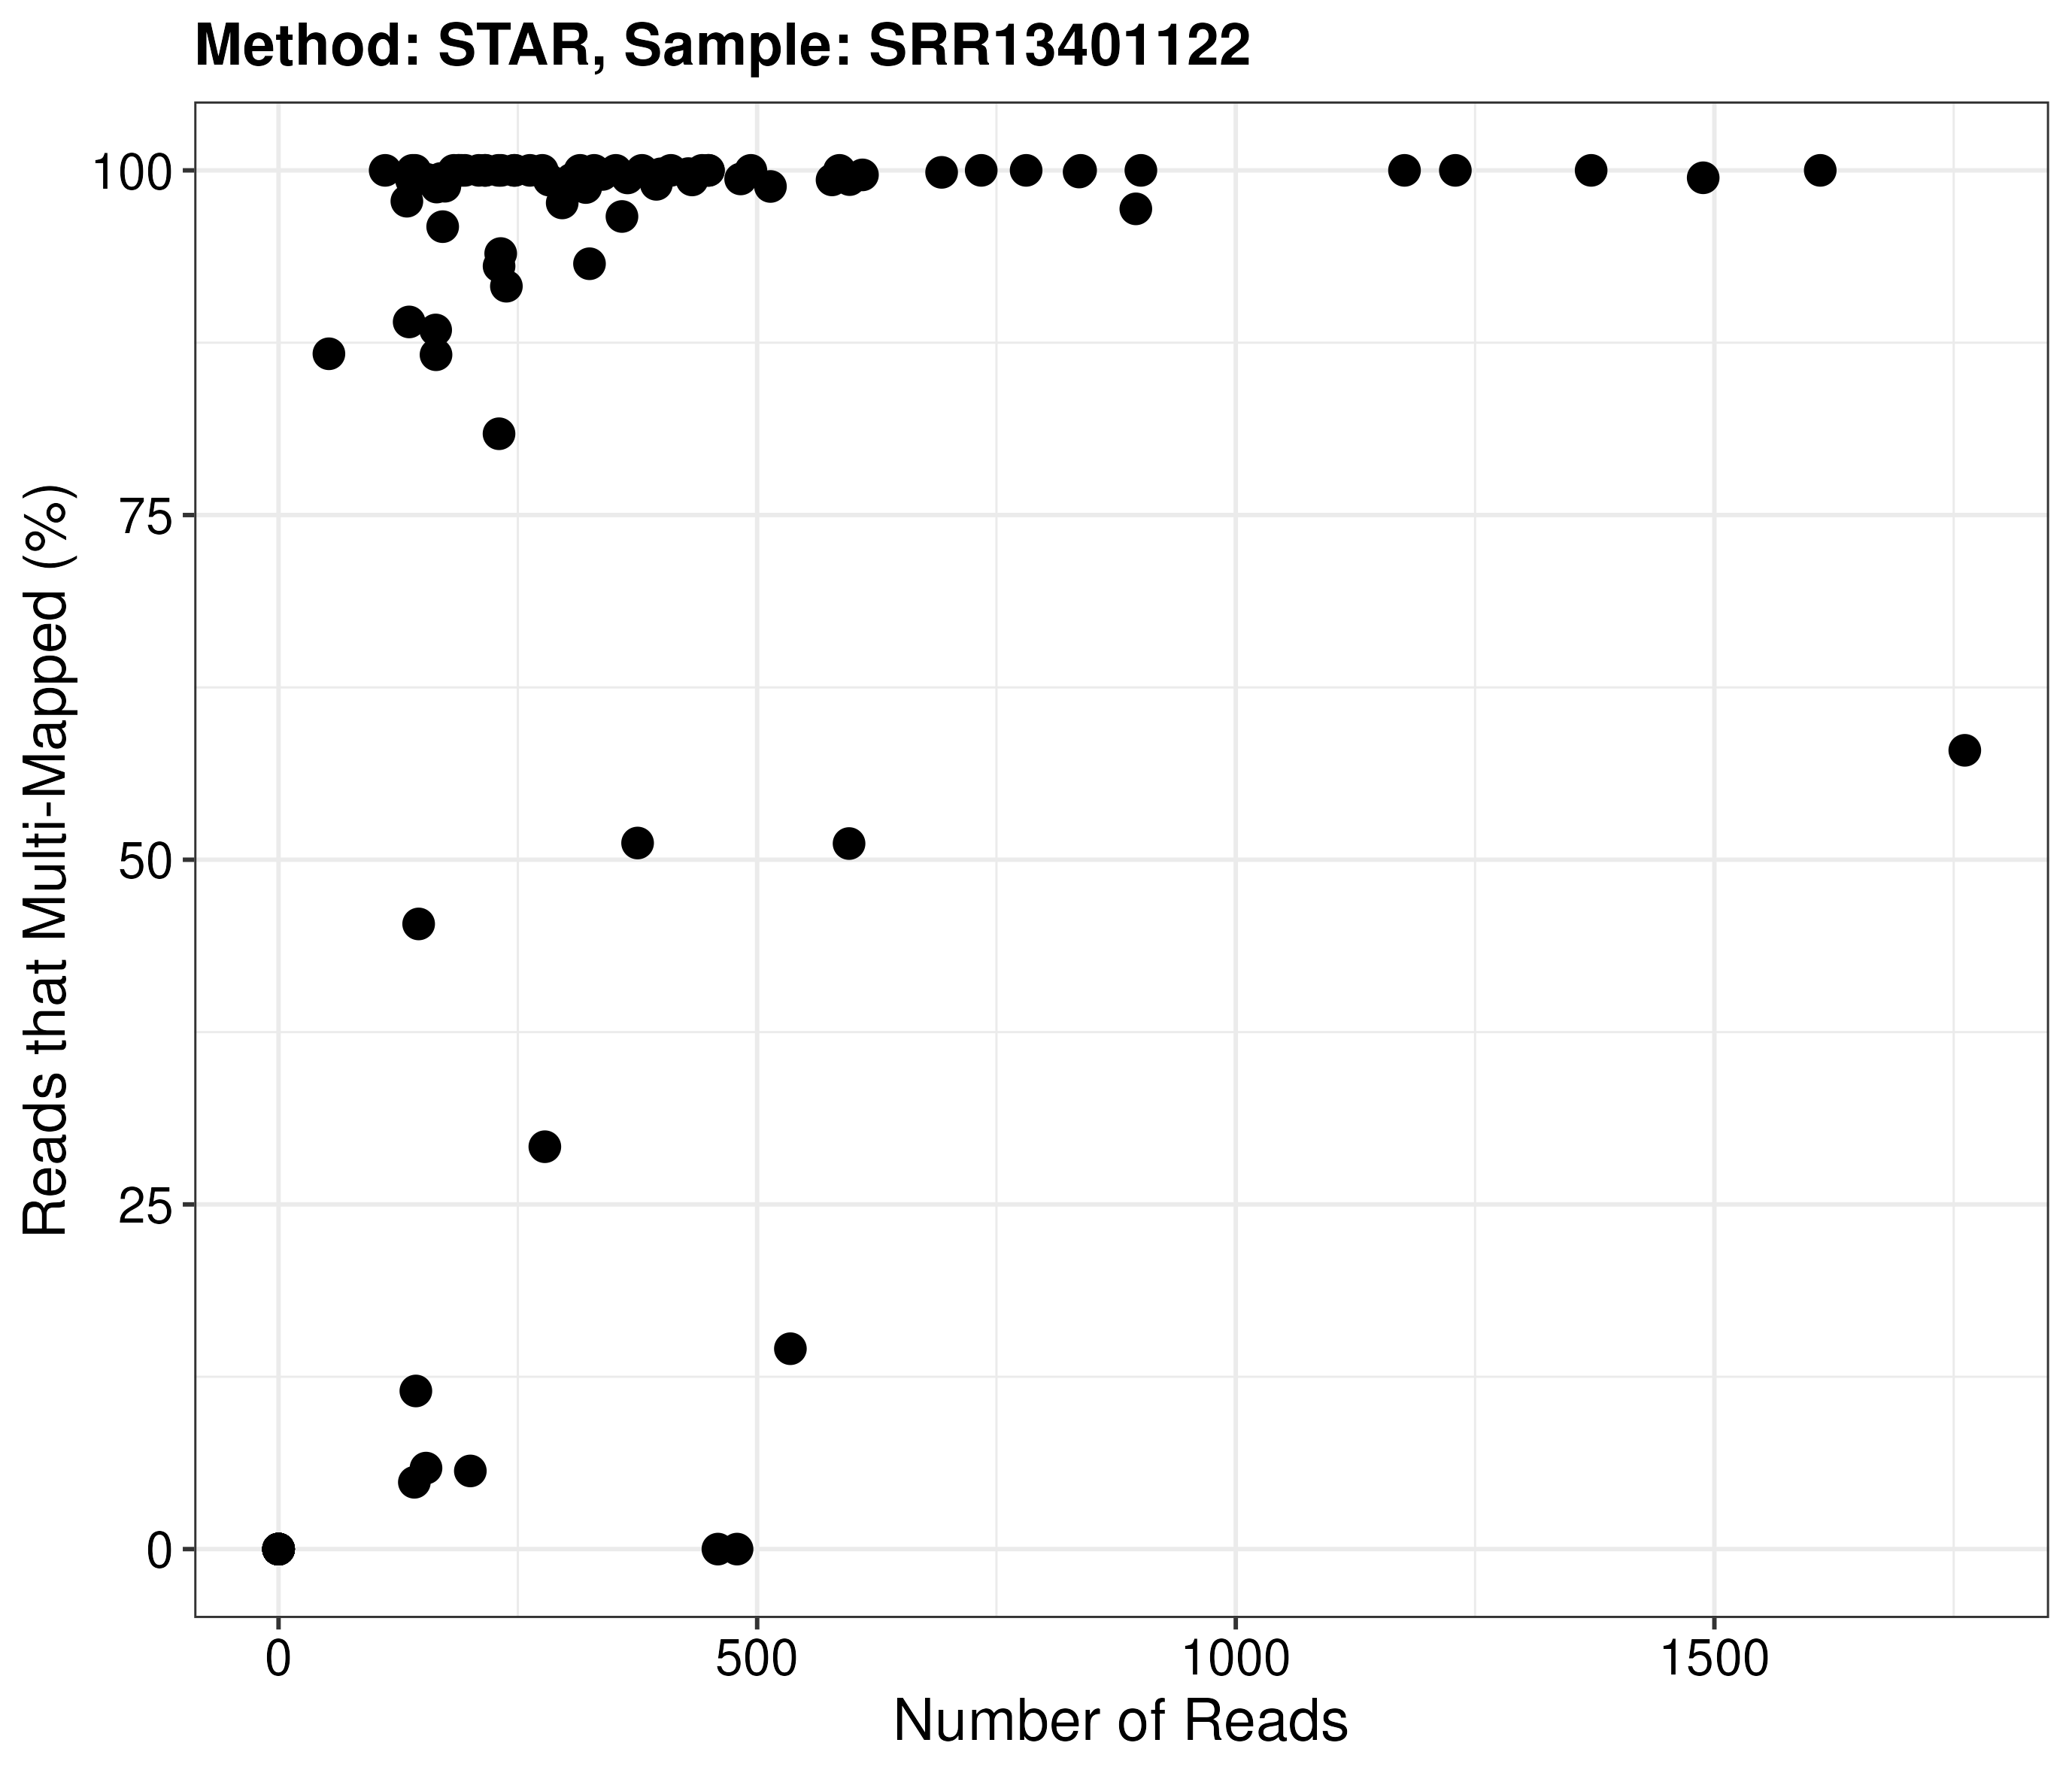 Method: STAR, Sample: SRR13401122
Reads that Multi-Mapped (%)
100
75
50
25
0
0 500 1000 1500
Number of Reads